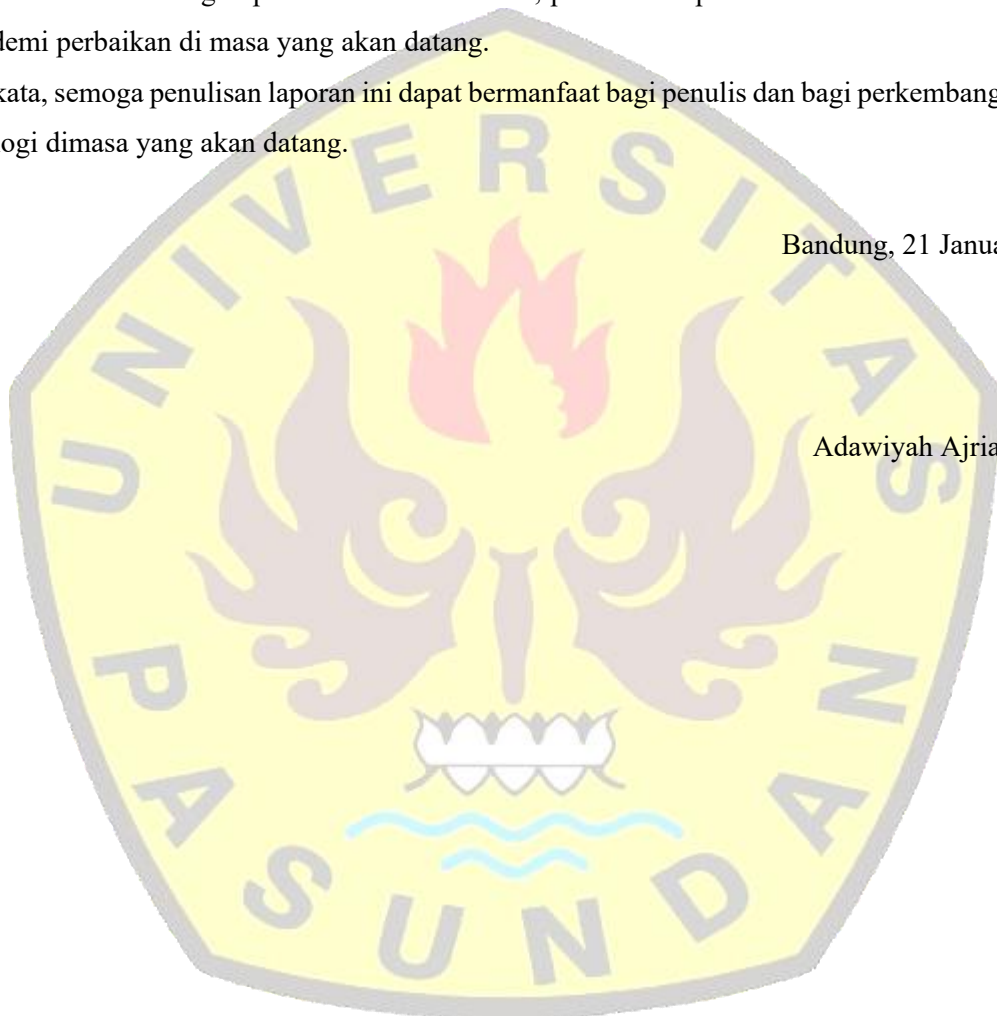 demi perbaikan di masa yang akan datang.
kata, semoga penulisan laporan ini dapat bermanfaat bagi penulis dan bagi perkembang
logi dimasa yang akan datang.
Bandung, 21 Janua
Adawiyah Ajria
UNIVERSITAS
PASUNDAN